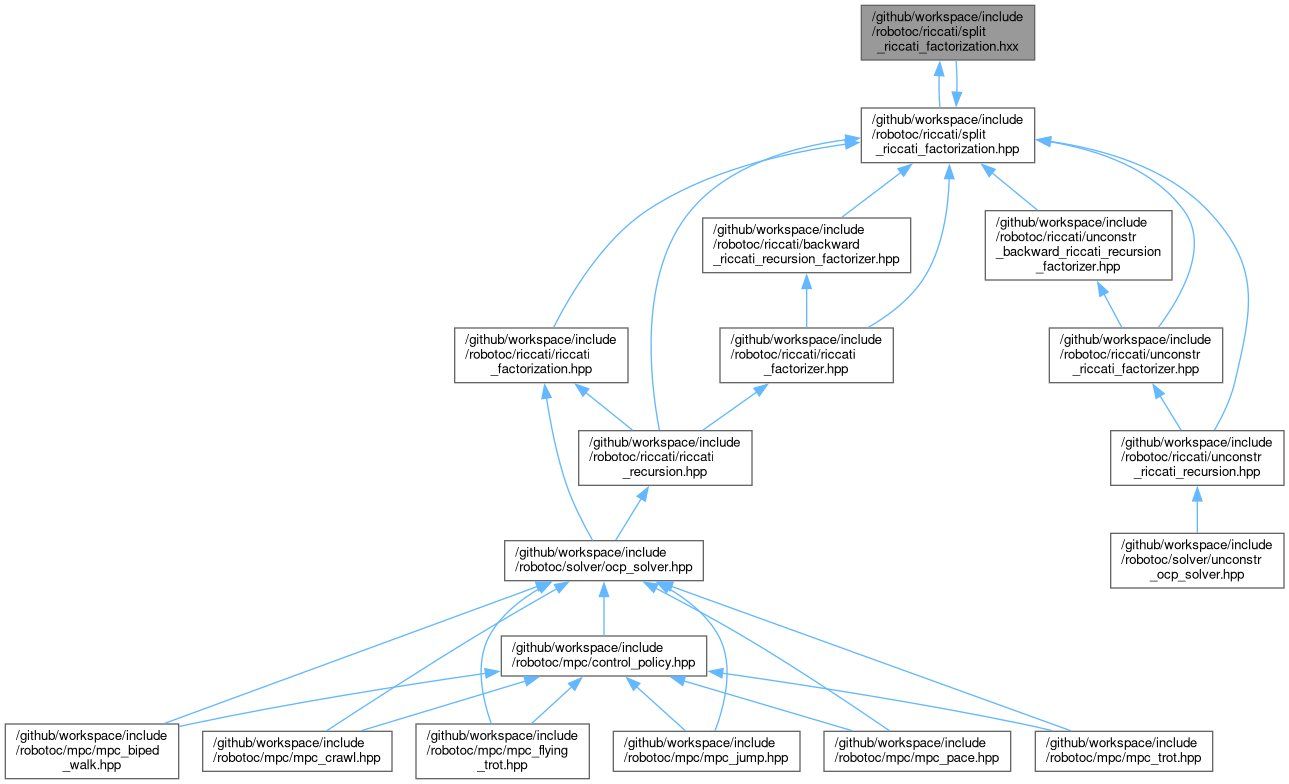 /github/workspace/include
/robotoc/riccati/split
_riccati_factorization.hxx
/github/workspace/include
/robotoc/riccati/split
_riccati_factorization.hpp
/github/workspace/include
/robotoc/riccati/backward
_riccati_recursion_factorizer.hpp
/github/workspace/include
/robotoc/riccati/unconstr
_backward_riccati_recursion
_factorizer.hpp
/github/workspace/include
/robotoc/riccati/riccati
_factorization.hpp
/github/workspace/include
/robotoc/riccati/riccati
_factorizer.hpp
/github/workspace/include
/robotoc/riccati/unconstr
_riccati_factorizer.hpp
/github/workspace/include
/robotoc/riccati/riccati
_recursion.hpp
/github/workspace/include
/robotoc/riccati/unconstr
_riccati_recursion.hpp
/github/workspace/include
/robotoc/solver/ocp_solver.hpp
/github/workspace/include
/robotoc/solver/unconstr
_ocp_solver.hpp
/github/workspace/include
/robotoc/mpc/control_policy.hpp
/github/workspace/include
/robotoc/mpc/mpc_biped
_walk.hpp
/github/workspace/include
/robotoc/mpc/mpc_crawl.hpp
/github/workspace/include
/robotoc/mpc/mpc_flying
_trot.hpp
/github/workspace/include
/robotoc/mpc/mpc_jump.hpp
/github/workspace/include
/robotoc/mpc/mpc_pace.hpp
/github/workspace/include
/robotoc/mpc/mpc_trot.hpp